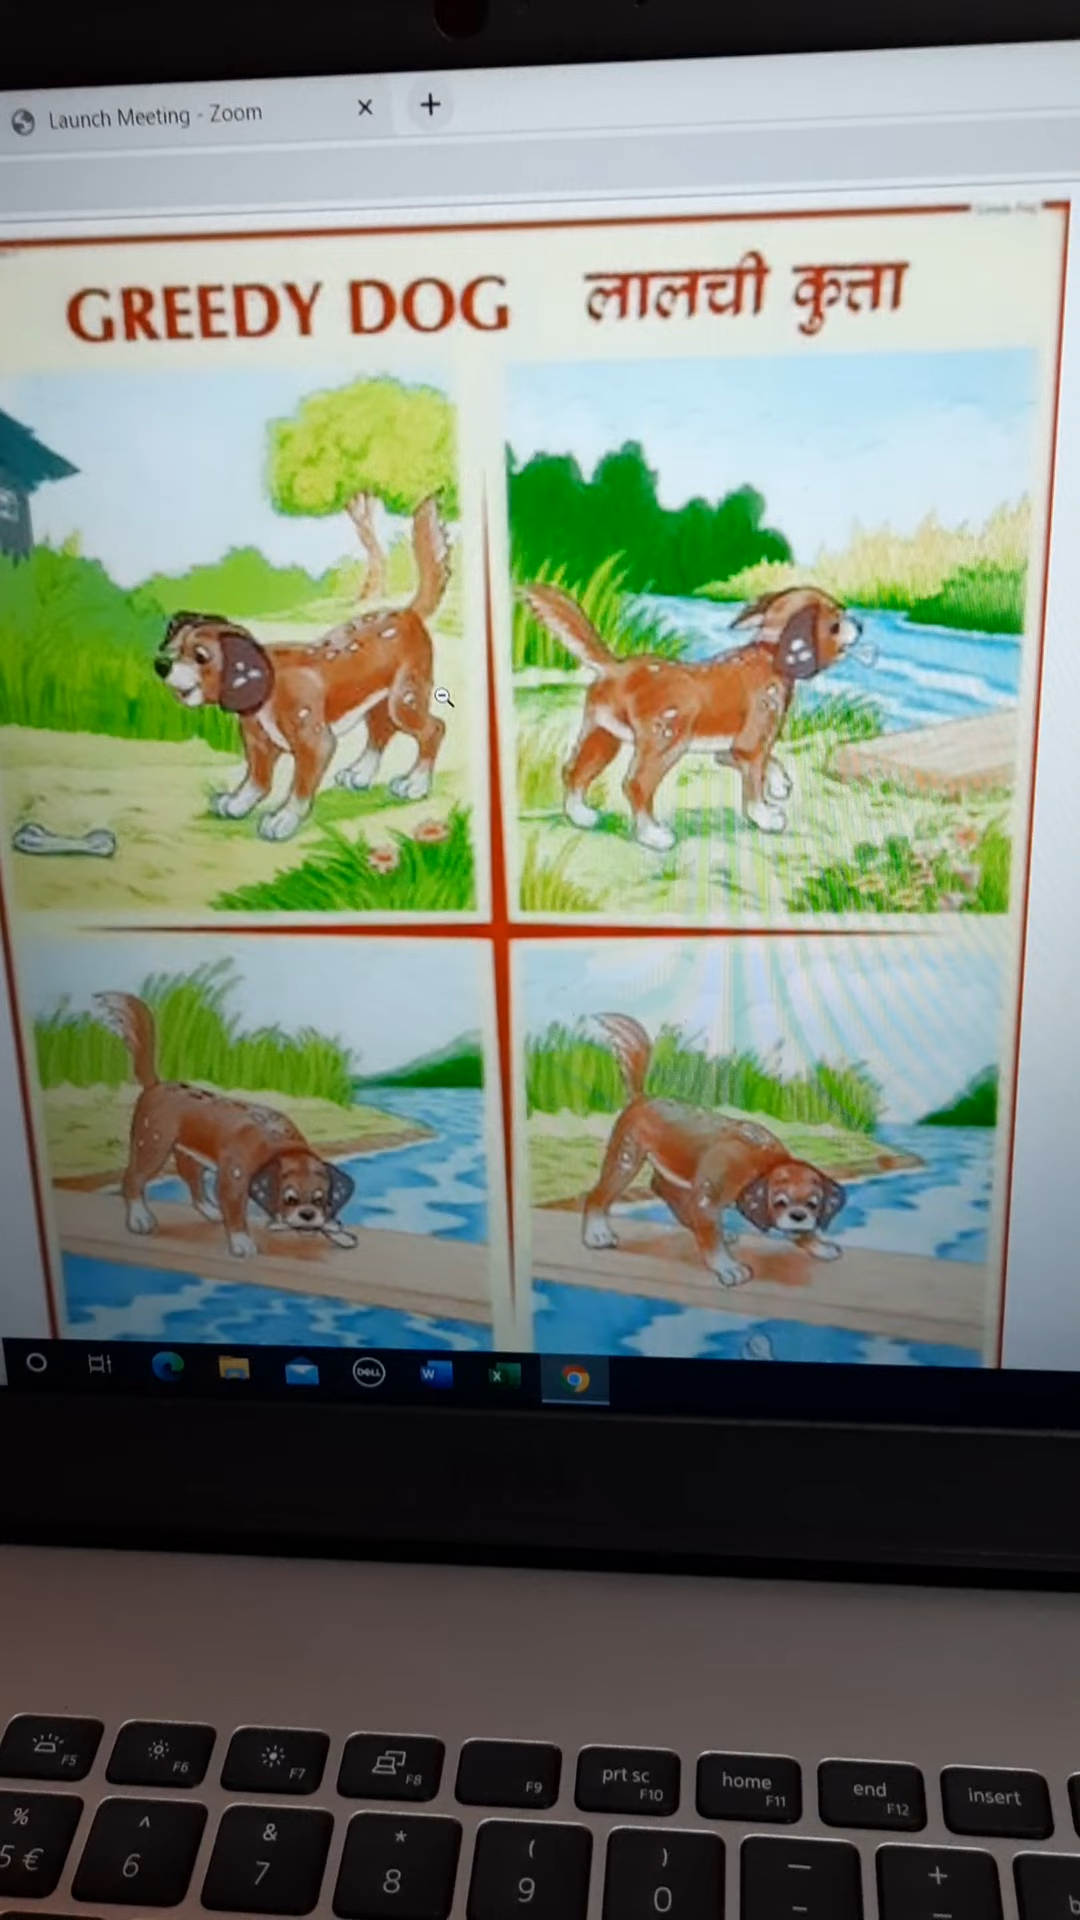 Launch Meeting - Zoom
GREEDY DOG लालची कुत्ता
DELL
W
X
F5
F6
F7
F8
F9
prt sc
F10
home
F11
end
F12
insert
%
5 €
^
6
&
7
*
8
(
9
)
0
—
–
+